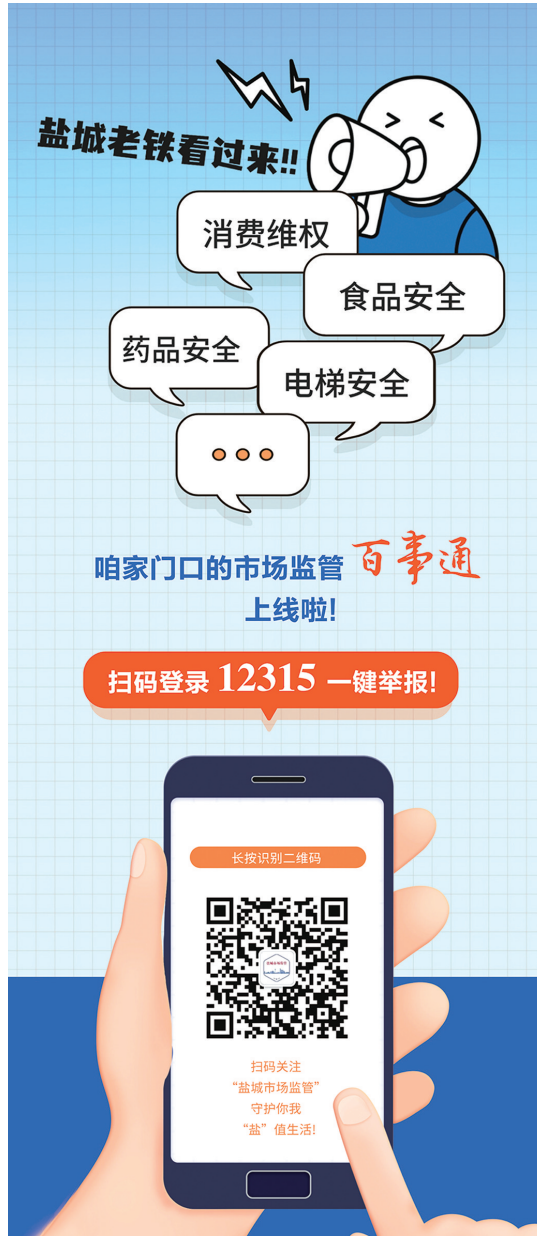 盐城老铁看过来!!
消费维权
食品安全
药品安全
电梯安全
咱家门口的市场监管百事通
上线啦!
扫码登录 12315 一键举报!
长按识别二维码
扫码关注
“盐城市场监管”
守护你我
“盐”值生活!